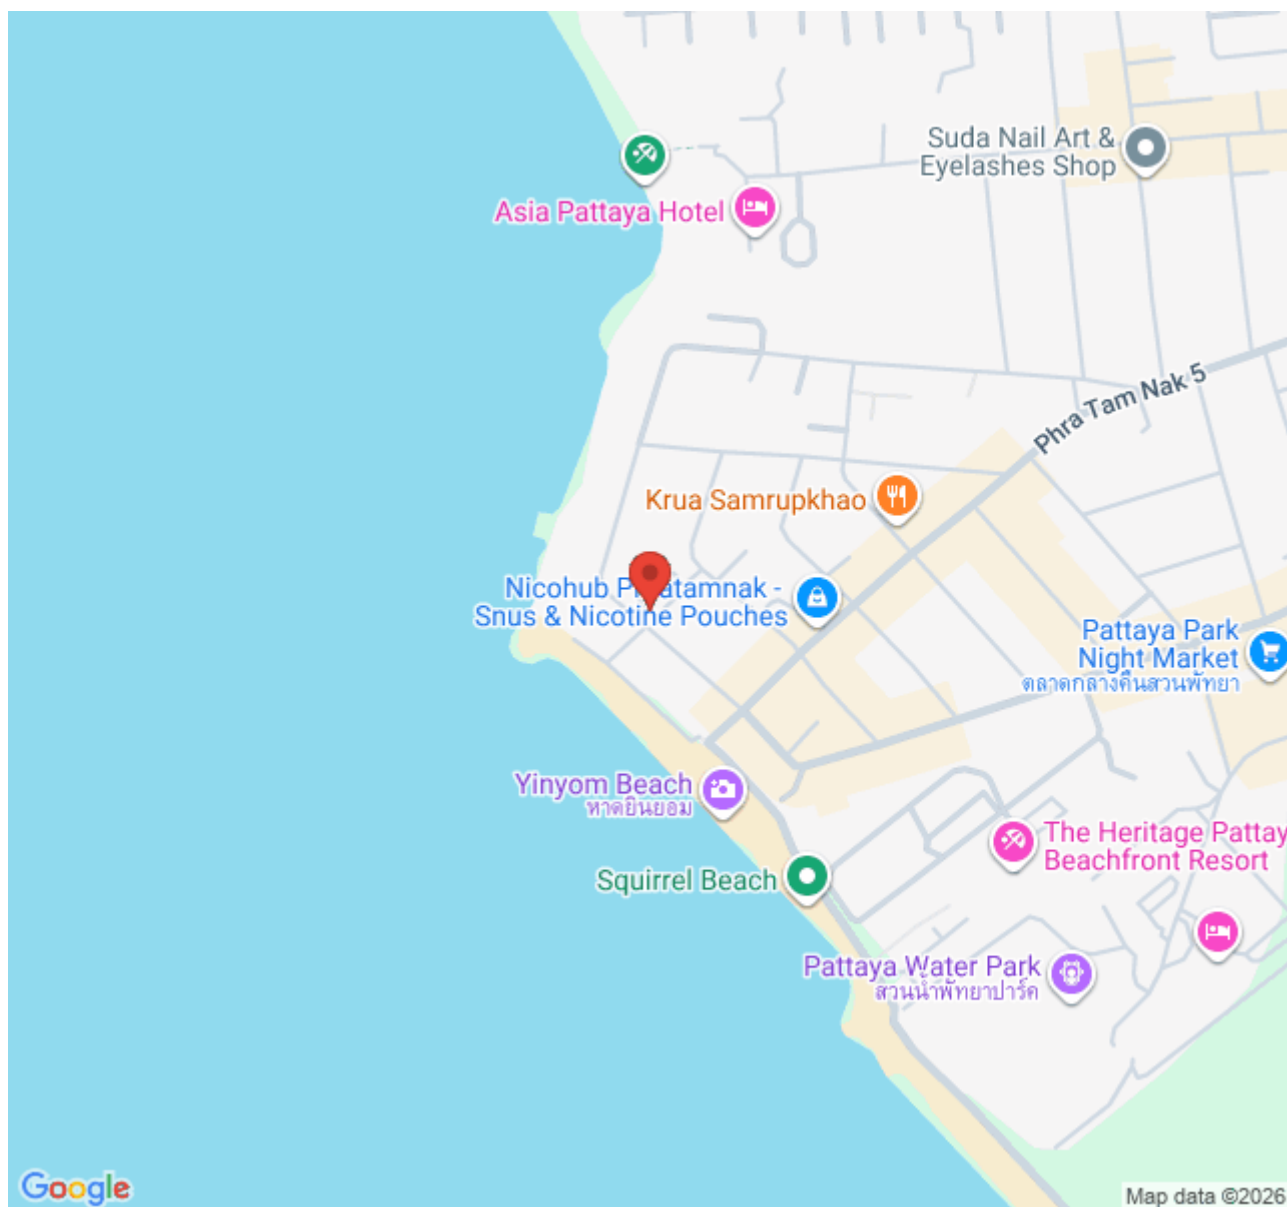 Suda Nail Art &
Eyelashes Shop
Asia Pattaya Hotel
Phra Tam Nak 5
Krua Samrupkhao
Nicohub P atamnak -
Snus & Nicotine Pouches
Pattaya Park
Night Market
ตลาดกลางคืนสวนพัทยา
Yinyom Beach
หาดยินยอม
The Heritage Pattay
Beachfront Resort
Squirrel Beach
Pattaya Water Park
สวนน้ำพัทยาปาร์ค
Google
Map data ©2026